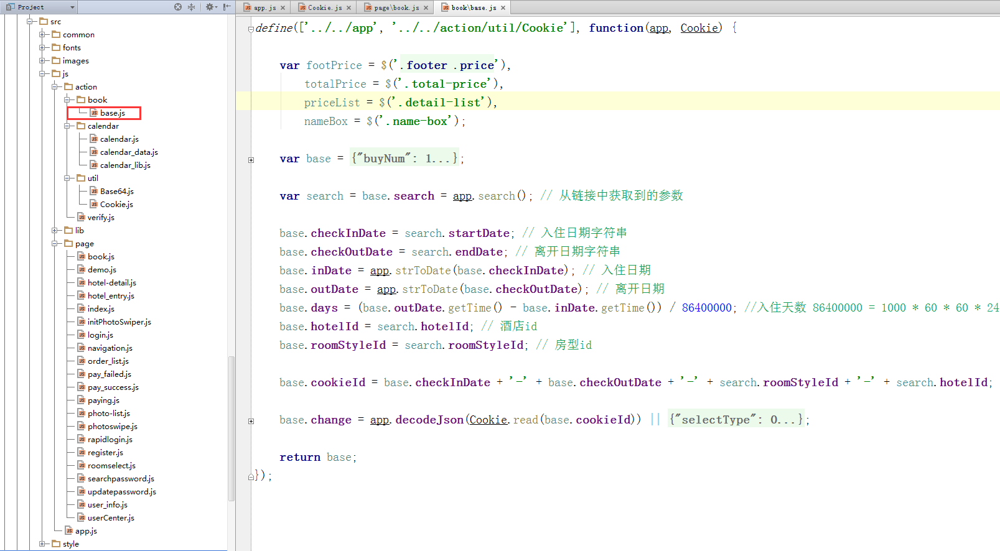 Project
src
common
fonts
images
js
action
book
base.js
calendar
calendar.js
calendar_data.js
calendar_lib.js
util
Base64.js
Cookie.js
verify.js
lib
page
book.js
demo.js
hotel-detail.js
hotel_entry.js
index.js
initPhotoSwiper.js
login.js
navigation.js
order_list.js
pay_failed.js
pay_success.js
paying.js
photo-list.js
photoswipe.js
rapidlogin.js
register.js
roomselect.js
searchpassword.js
updatepassword.js
user_info.js
userCenter.js
app.js
style
app.js Cookie.js page\book.js book\base.js
define(['../../app', '../../action/util/Cookie'], function(app, Cookie) {
var footPrice = $('.footer .price'),
totalPrice = $('.total-price'),
priceList = $('.detail-list'),
nameBox = $('.name-box');
var base = {"buyNum": 1...};
var search = base.search = app.search(); // 从链接中获取到的参数
base.checkInDate = search.startDate; // 入住日期字符串
base.checkOutDate = search.endDate; // 离开日期字符串
base.inDate = app.strToDate(base.checkInDate); // 入住日期
base.outDate = app.strToDate(base.checkOutDate); // 离开日期
base.days = (base.outDate.getTime() - base.inDate.getTime()) / 86400000; //入住天数 86400000 = 1000 * 60 * 60 * 24
base.hotelId = search.hotelId; // 酒店id
base.roomStyleId = search.roomStyleId; // 房型id
base.cookieId = base.checkInDate + '-' + base.checkOutDate + '-' + search.roomStyleId + '-' + search.hotelId;
base.change = app.decodeJson(Cookie.read(base.cookieId)) || {"selectType": 0...};
return base;
});